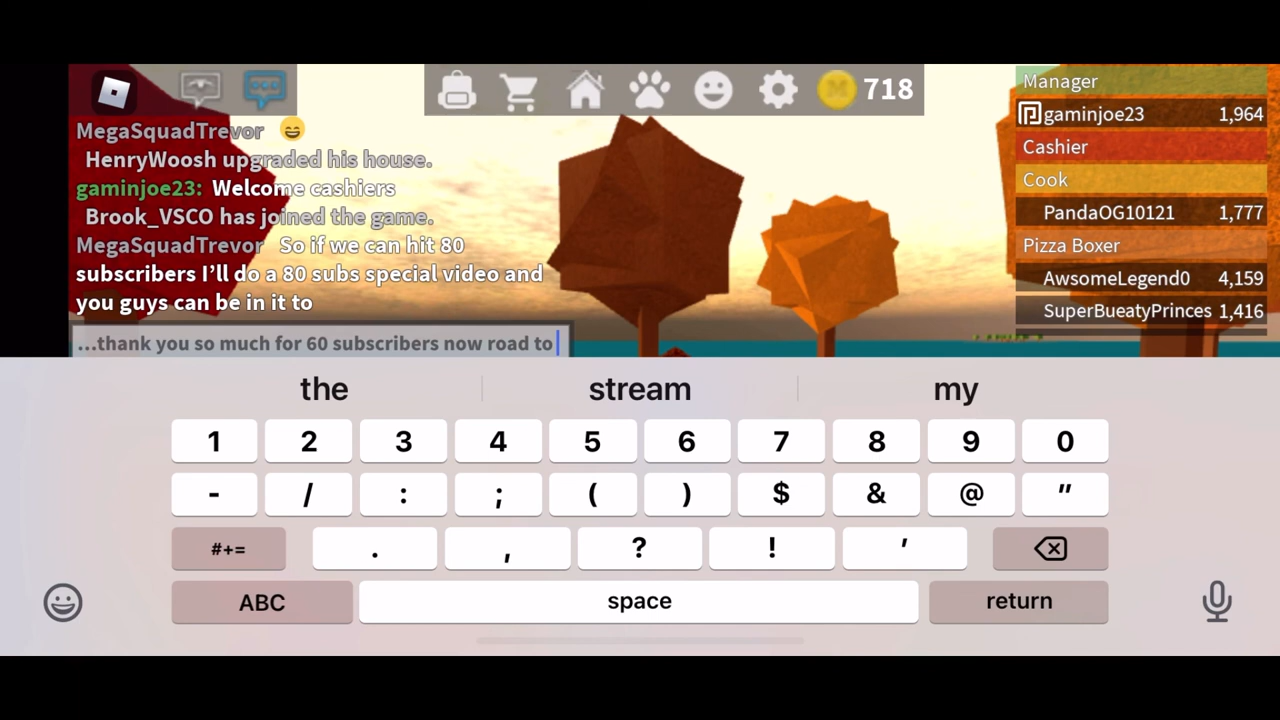 718
MegaSquadTrevor 😄
HenryWoosh upgraded his house.
gaminjoe23: Welcome cashiers
Brook_VSCO has joined the game.
MegaSquadTrevor So if we can hit 80
subscribers I’ll do a 80 subs special video and
you guys can be in it to
...thank you so much for 60 subscribers now road to
Manager
gaminjoe23 1,964
Cashier
Cook
PandaOG10121 1,777
Pizza Boxer
AwsomeLegend0 4,159
SuperBueatyPrinces 1,416
the stream my
1 2 3 4 5 6 7 8 9 0
- / : ; ( ) $ & @ "
#+= . , ? ! '
ABC space return